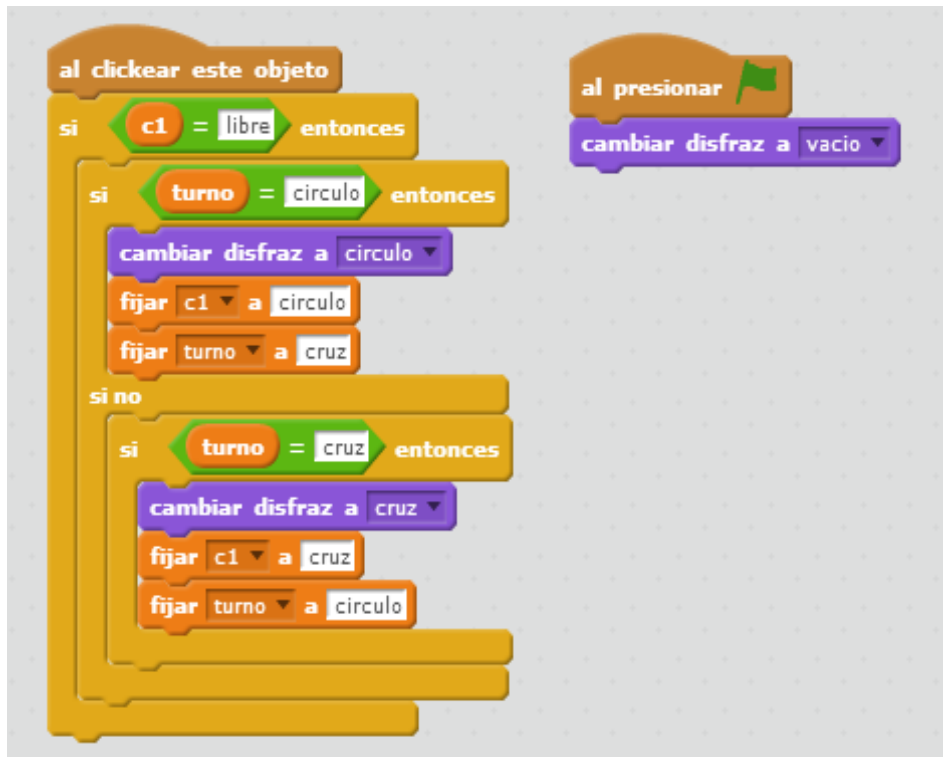 al clickear este objeto
si c1 = libre entonces
si turno = circulo entonces
cambiar disfraz a circulo
fijar c1 a circulo
fijar turno a cruz
si no
si turno = cruz entonces
cambiar disfraz a cruz
fijar c1 a cruz
fijar turno a circulo
al presionar
cambiar disfraz a vacio